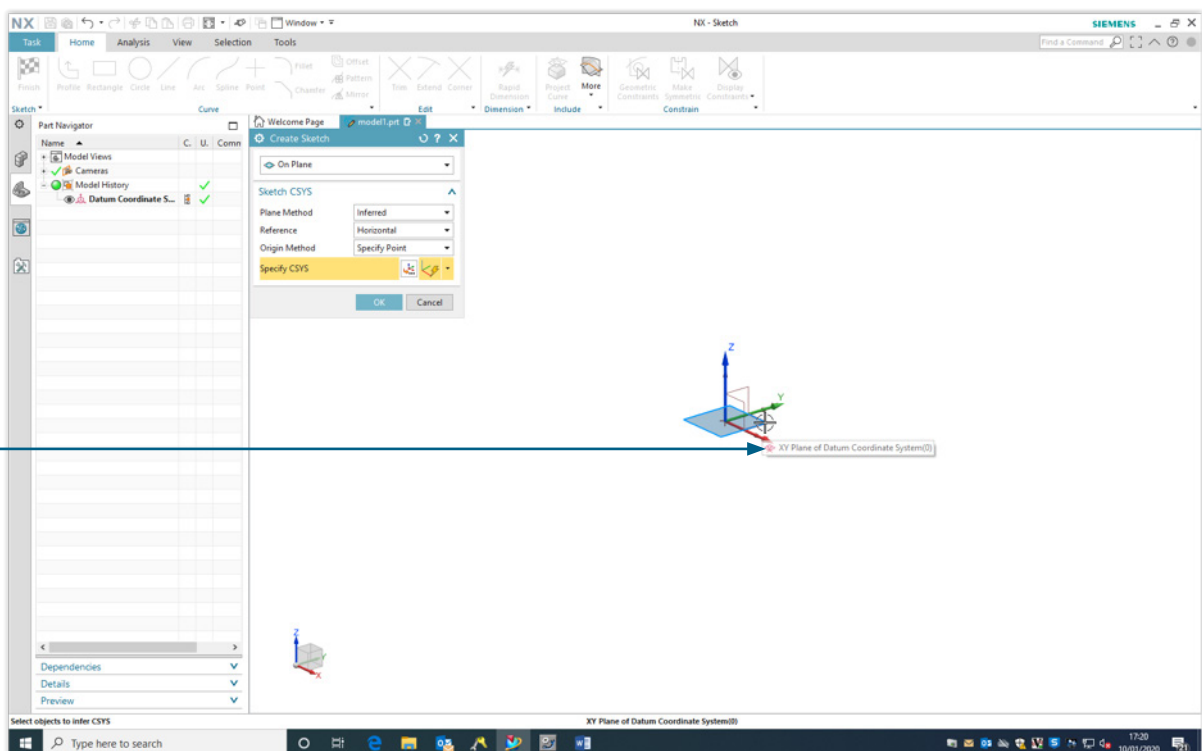 NX Window NX - Sketch SIEMENS
Task Home Analysis View Selection Tools Find a Command
Finish Profile Rectangle Circle Line Arc Spline Point Fillet Chamfer Offset Pattern Mirror Trim Extend Corner Rapid Dimension Project Curve More Geometric Constraints Make Symmetric Display Constraints
Sketch Curve Edit Dimension Include Constrain
Part Navigator
Name C. U. Comn
Model Views
Cameras
Model History
Datum Coordinate S...
Welcome Page model1.prt
Create Sketch
On Plane
Sketch CSYS
Plane Method Inferred
Reference Horizontal
Origin Method Specify Point
Specify CSYS
OK Cancel
Z
Y
XY Plane of Datum Coordinate System(0)
Z
Y
X
Dependencies
Details
Preview
Select objects to infer CSYS XY Plane of Datum Coordinate System(0)
Type here to search
17:20
10/01/2020